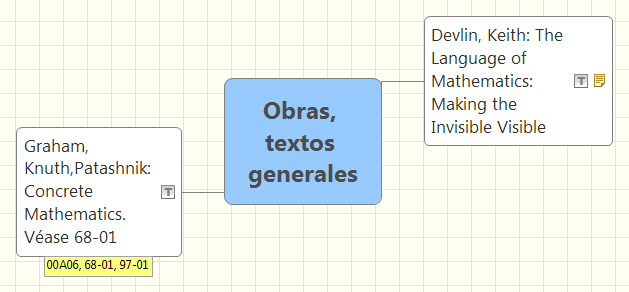 Devlin, Keith: The
Language of
Mathematics:
Making the
Invisible Visible
Obras,
textos
generales
Graham,
Knuth,Patashnik:
Concrete
Mathematics.
Véase 68-01
00A06, 68-01, 97-01